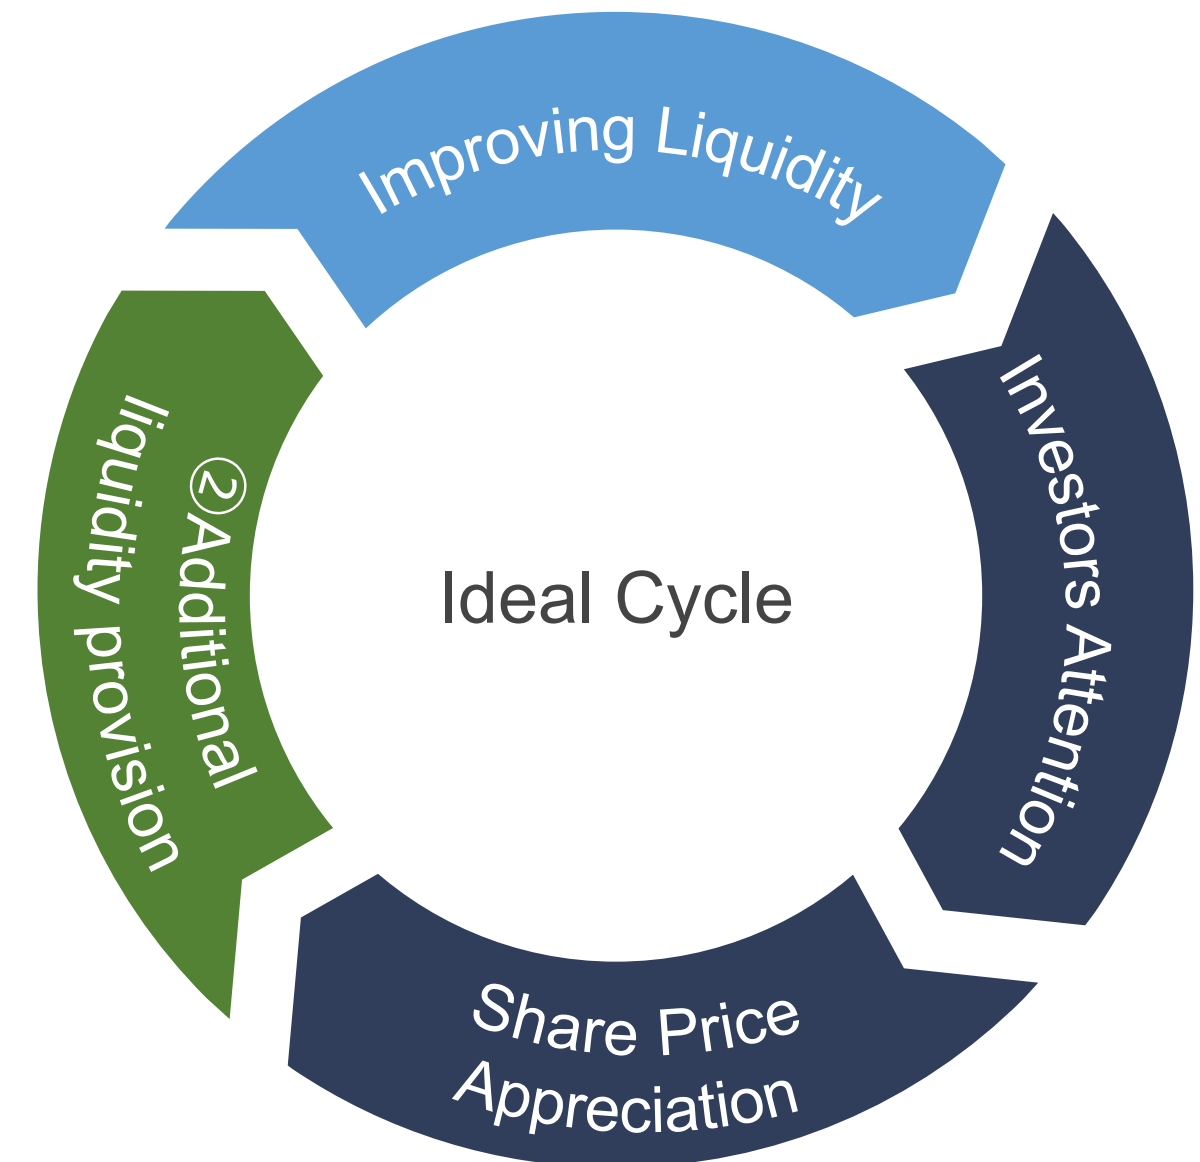 Improving Liquidity
Investors Attention
Share Price
Appreciation
②Additional
liquidity provision
Ideal Cycle